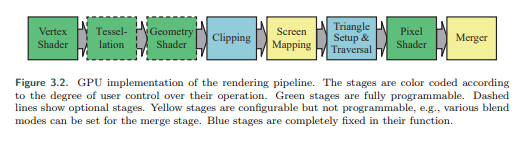 Vertex
Shader
Tessel-
lation
Geometry
Shader
Clipping
Screen
Mapping
Triangle
Setup &
Traversal
Pixel
Shader
Merger
Figure 3.2. GPU implementation of the rendering pipeline. The stages are color coded according
to the degree of user control over their operation. Green stages are fully programmable. Dashed
lines show optional stages. Yellow stages are configurable but not programmable, e.g., various blend
modes can be set for the merge stage. Blue stages are completely fixed in their function.